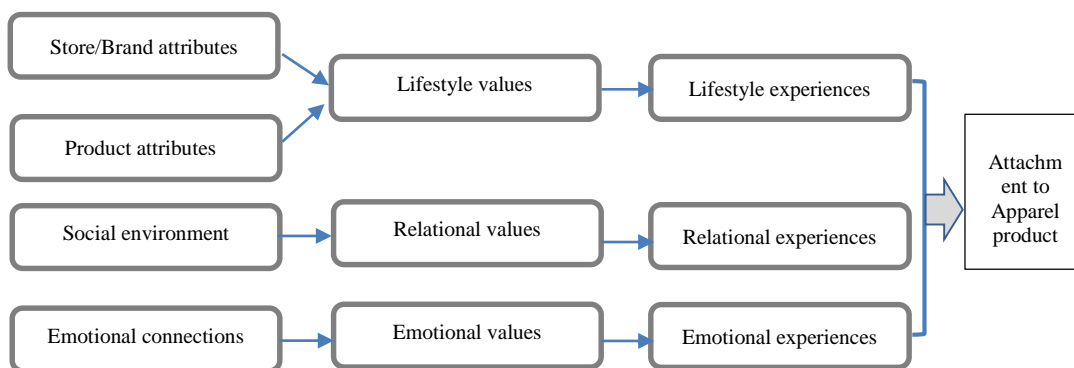 Store/Brand attributes
Lifestyle values
Lifestyle experiences
Product attributes
Attachm
ent to
Apparel
product
Social environment
Relational values
Relational experiences
Emotional connections
Emotional values
Emotional experiences